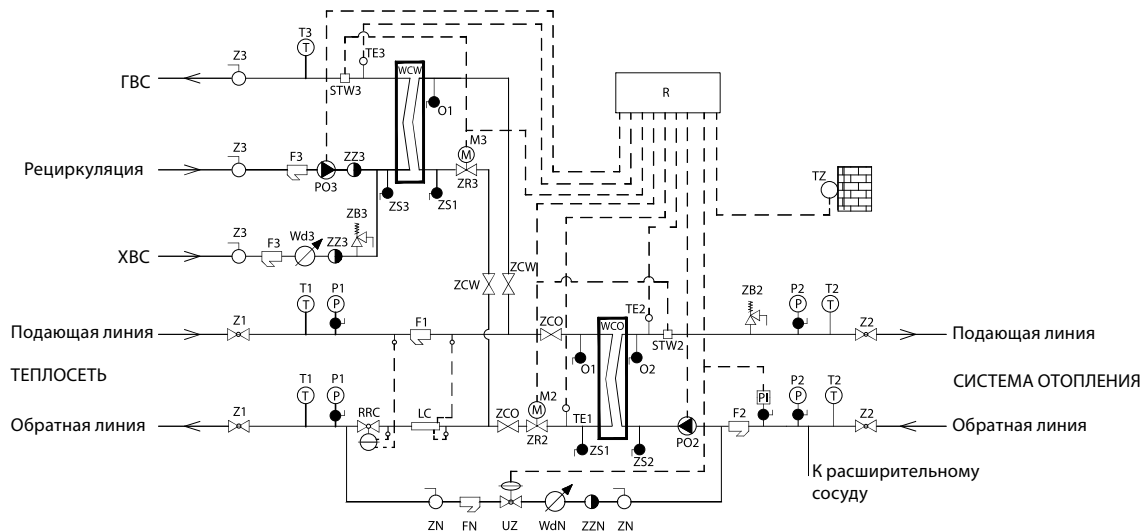 T3
Z3
TE3
ГВС
STW3
WCW
O1
R
M3
M
Рециркуляция
Z3
F3
PO3
ZZ3
ZS3
ZS1
ZR3
TZ
ZB3
ХВС
Z3
F3
Wd3
ZZ3
ZCW
ZCW
Подающая линия
Z1
T1
P1
F1
ZCO
WCO
TE2
STW2
ZB2
P2
T2
Z2
Подающая линия
O1
O2
ТЕПЛОСЕТЬ
СИСТЕМА ОТОПЛЕНИЯ
Обратная линия
Z1
T1
P1
RRC
LC
ZCO
M2
M
ZR2
TE1
ZS1
ZS2
PO2
F2
PI
P2
T2
Z2
Обратная линия
К расширительному
сосуду
ZN
FN
UZ
WdN
ZZN
ZN
T
T
P
P
T
T
P
P
T